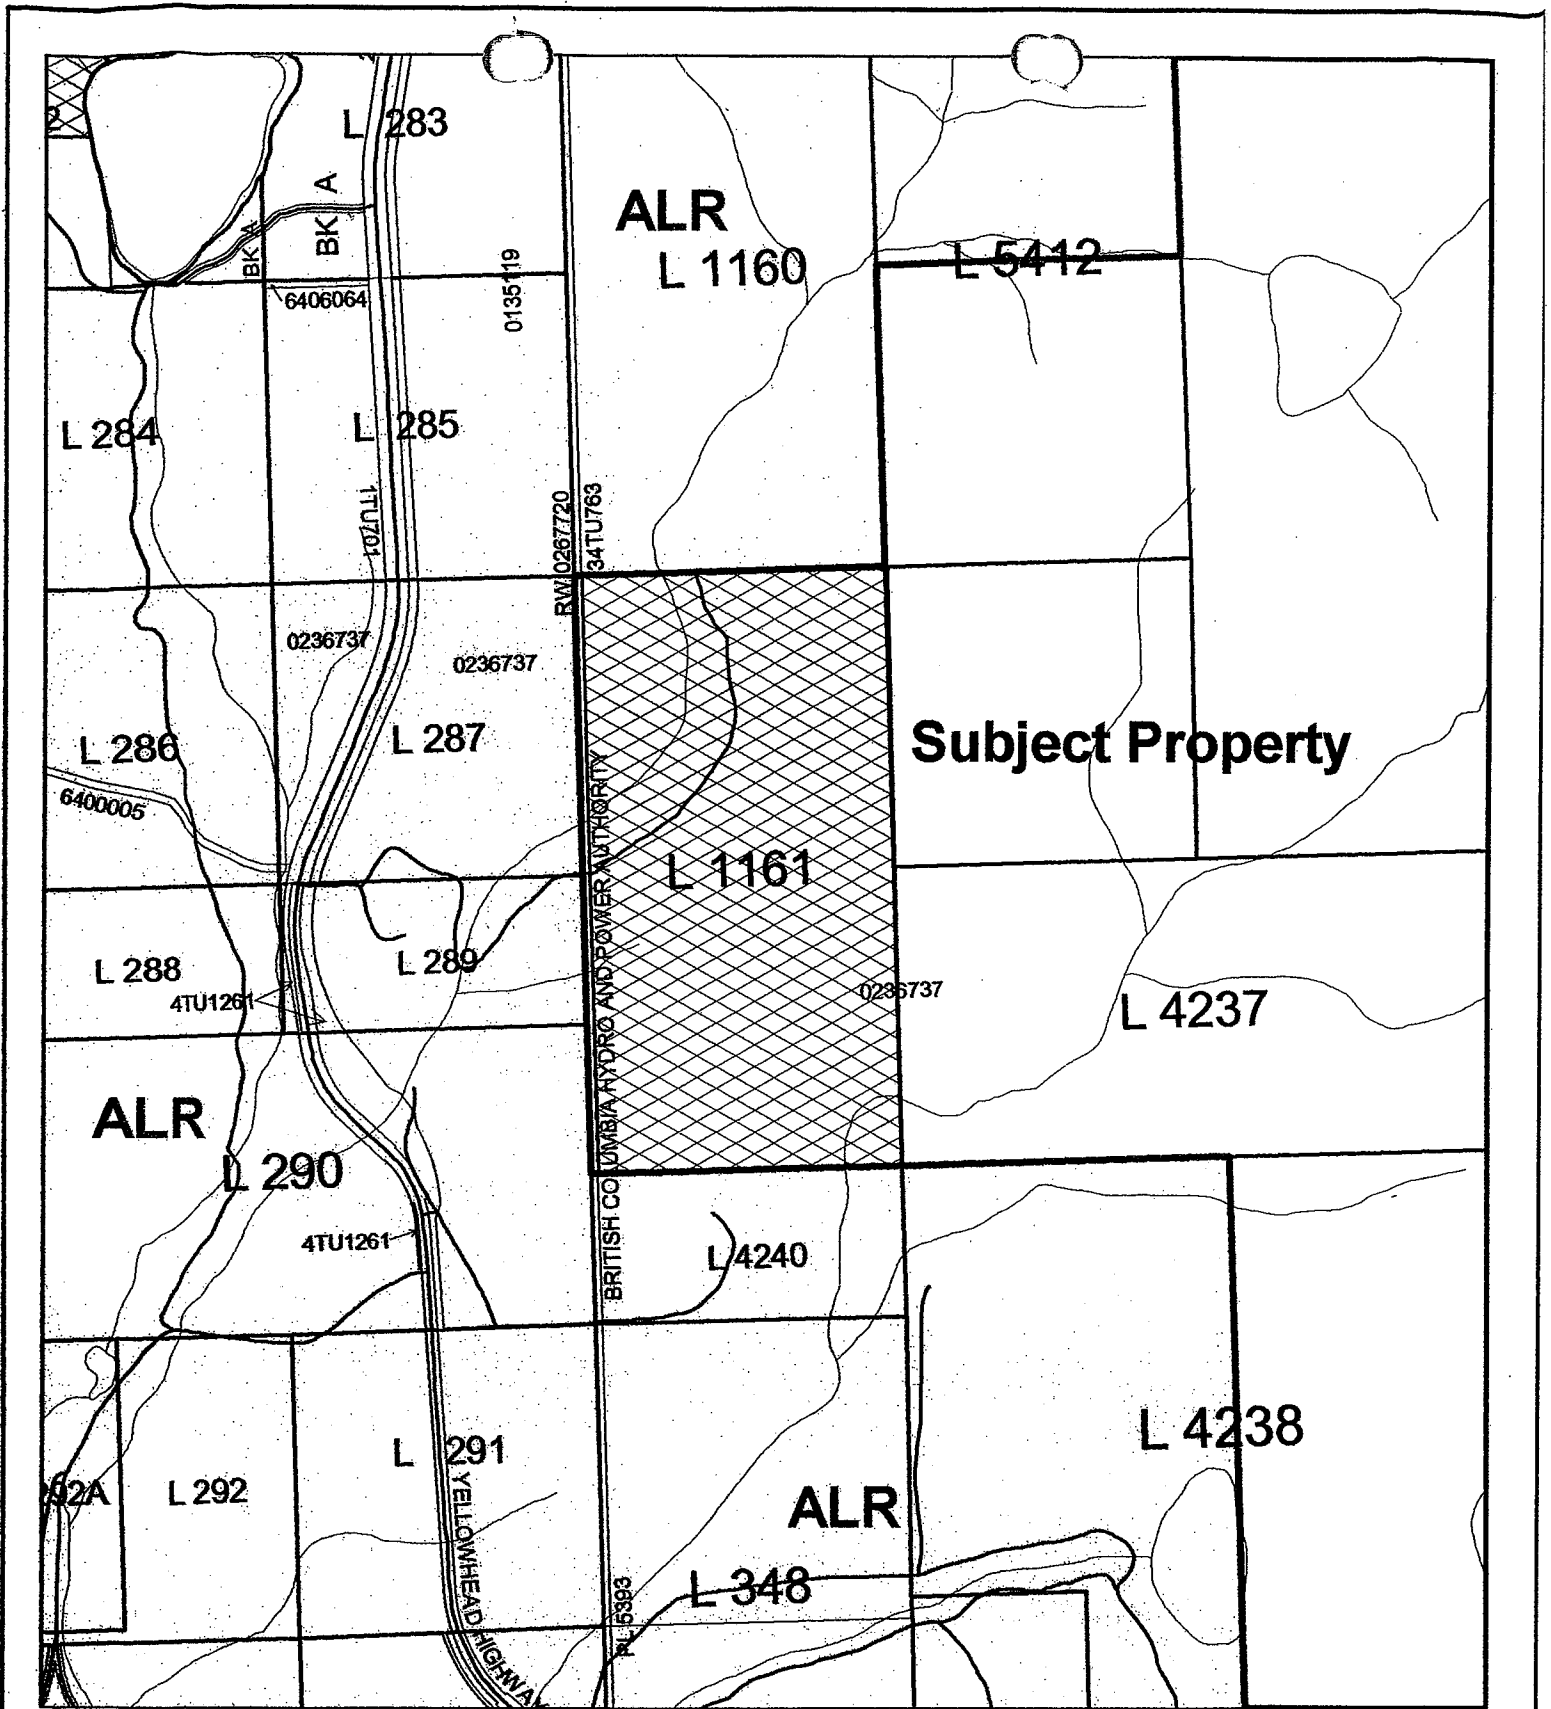 L 283
BK A
BK A
ALR
L 1160
L 5412
6406064
0135119
L 284
L 285
1TU701
RW 0267720
34TU763
0236737
0236737
L 286
L 287
Subject Property
6400005
L 1161
L 288
L 289
4TU1261
0236737
L 4237
BRITISH COLUMBIA HYDRO AND POWER AUTHORITY
ALR
L 290
4TU1261
L 4240
L 4238
L 291
292A
L 292
ALR
YELLOWHEAD HIGHWAY
L 348
PL 5393